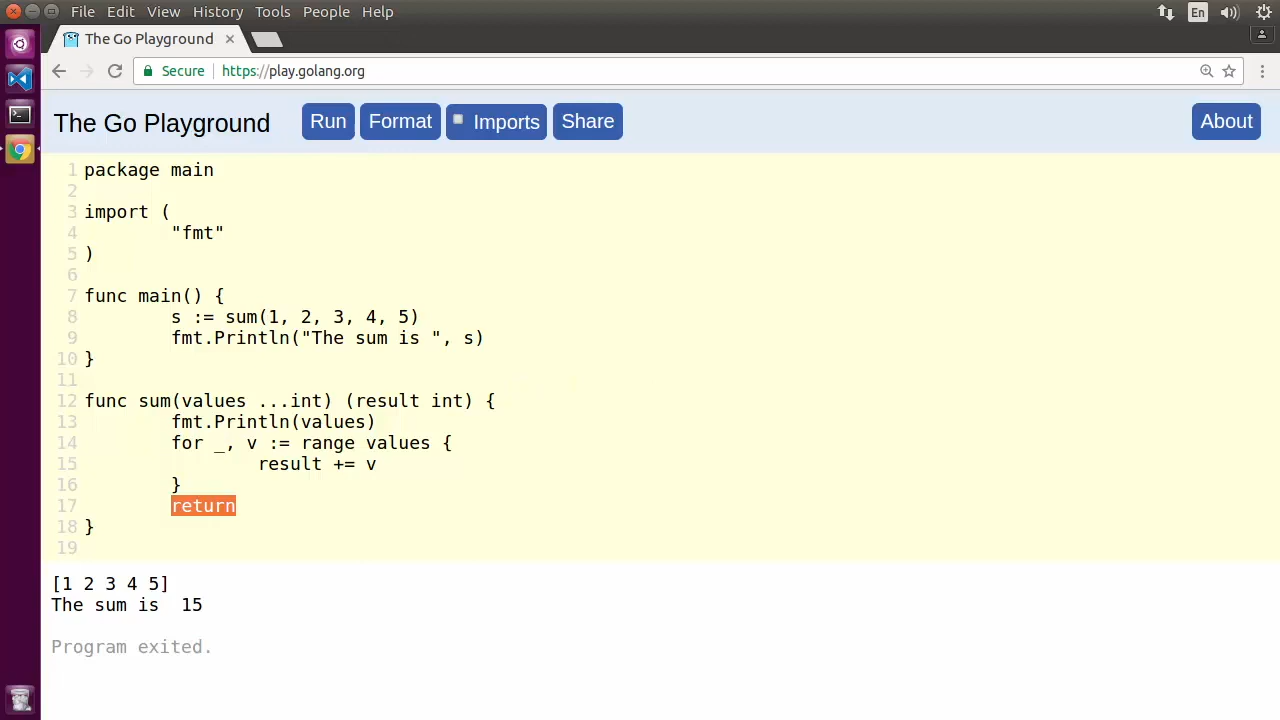 File Edit View History Tools People Help
En
The Go Playground
Secure https://play.golang.org
The Go Playground Run Format Imports Share About
1 package main
2
3 import (
4 "fmt"
5 )
6
7 func main() {
8 s := sum(1, 2, 3, 4, 5)
9 fmt.Println("The sum is ", s)
10 }
11
12 func sum(values ...int) (result int) {
13 fmt.Println(values)
14 for _, v := range values {
15 result += v
16 }
17 return
18 }
19
[1 2 3 4 5]
The sum is  15
Program exited.